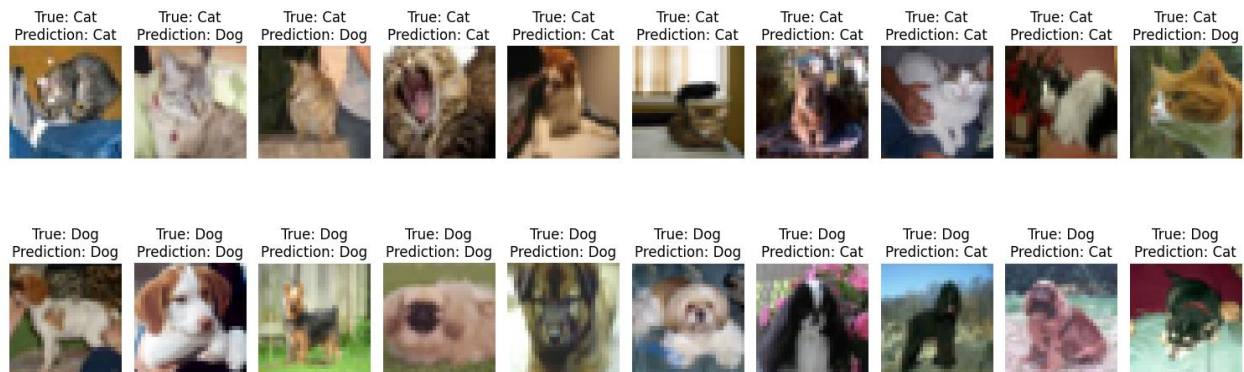 True: Cat True: Cat True: Cat True: Cat True: Cat True: Cat True: Cat True: Cat True: Cat True: Cat
Prediction: Cat Prediction: Dog Prediction: Dog Prediction: Cat Prediction: Cat Prediction: Cat Prediction: Cat Prediction: Cat Prediction: Cat Prediction: Dog
True: Dog True: Dog True: Dog True: Dog True: Dog True: Dog True: Dog True: Dog True: Dog True: Dog
Prediction: Dog Prediction: Dog Prediction: Dog Prediction: Dog Prediction: Dog Prediction: Dog Prediction: Cat Prediction: Cat Prediction: Cat Prediction: Cat